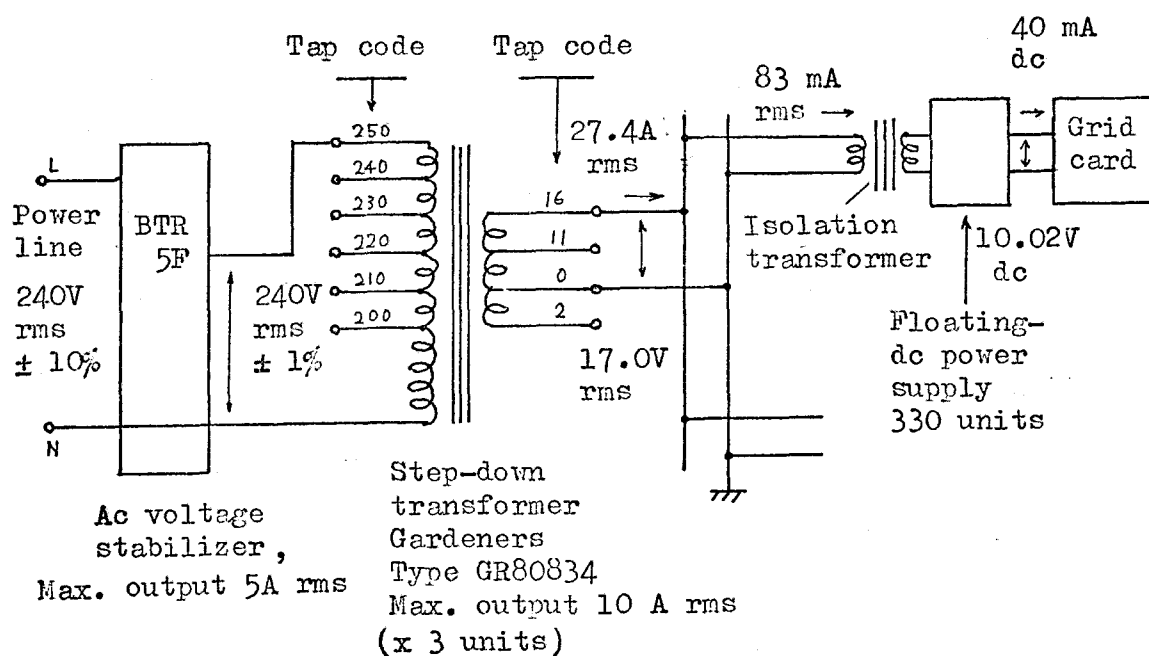 Tap code
Tap code
40 mA
dc
83 mA
rms
27.4A
rms
Grid
card
L
Power
line
240V
rms
± 10%
N
BTR
5F
240V
rms
± 1%
250
240
230
220
210
200
16
11
0
2
17.0V
rms
Isolation
transformer
10.02V
dc
Floating-
dc power
supply
330 units
Ac voltage
stabilizer,
Max. output 5A rms
Step-down
transformer
Gardeners
Type GR80834
Max. output 10 A rms
(x 3 units)